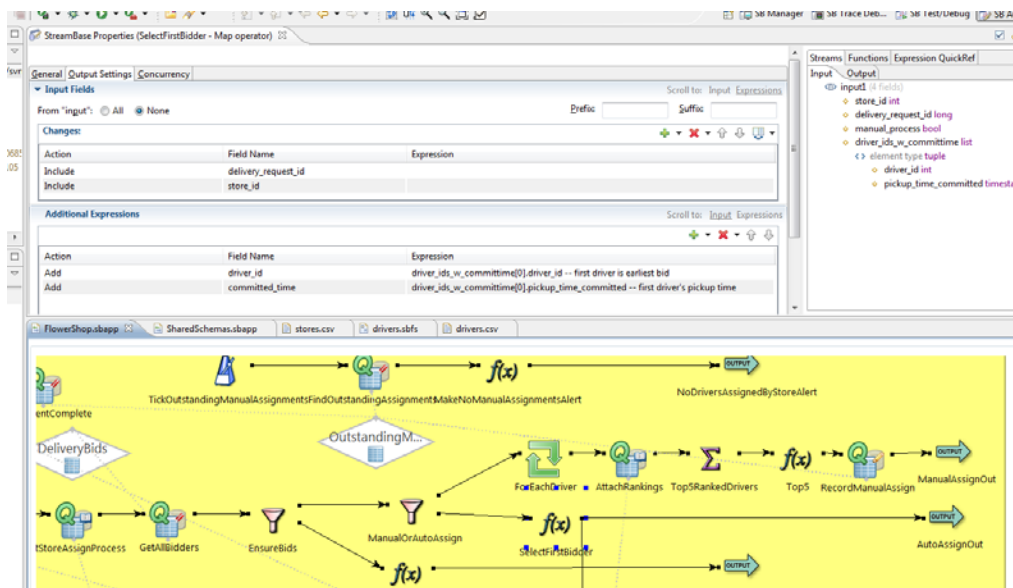 SB Manager SB Trace Deb... SB Test/Debug SB A
StreamBase Properties (SelectFirstBidder - Map operator)
General Output Settings Concurrency
Input Fields Scroll to: Input Expressions
From "input": All None Prefix: Suffix:
Changes:
Action Field Name Expression
Include delivery_request_id
Include store_id
Additional Expressions Scroll to: Input Expressions
Action Field Name Expression
Add driver_id driver_ids_w_committime[0].driver_id -- first driver is earliest bid
Add committed_time driver_ids_w_committime[0].pickup_time_committed -- first driver's pickup time
Streams Functions Expression QuickRef
Input Output
input1 (4 fields)
store_id int
delivery_request_id long
manual_process bool
driver_ids_w_committime list
element type tuple
driver_id int
pickup_time_committed timesta
FlowerShop.sbapp SharedSchemas.sbapp stores.csv drivers.sbfs drivers.csv
f(x) OUTPUT
TickOutstandingManualAssignments FindOutstandingAssignments MakeNoManualAssignmentsAlert NoDriversAssignedByStoreAlert
entComplete
DeliveryBids OutstandingM...
f(x) OUTPUT
ForEachDriver AttachRankings Top5RankedDrivers Top5 RecordManualAssign ManualAssignOut
tStoreAssignProcess GetAllBidders EnsureBids ManualOrAutoAssign
f(x) OUTPUT
SelectFirstBidder AutoAssignOut
f(x) OUTPUT